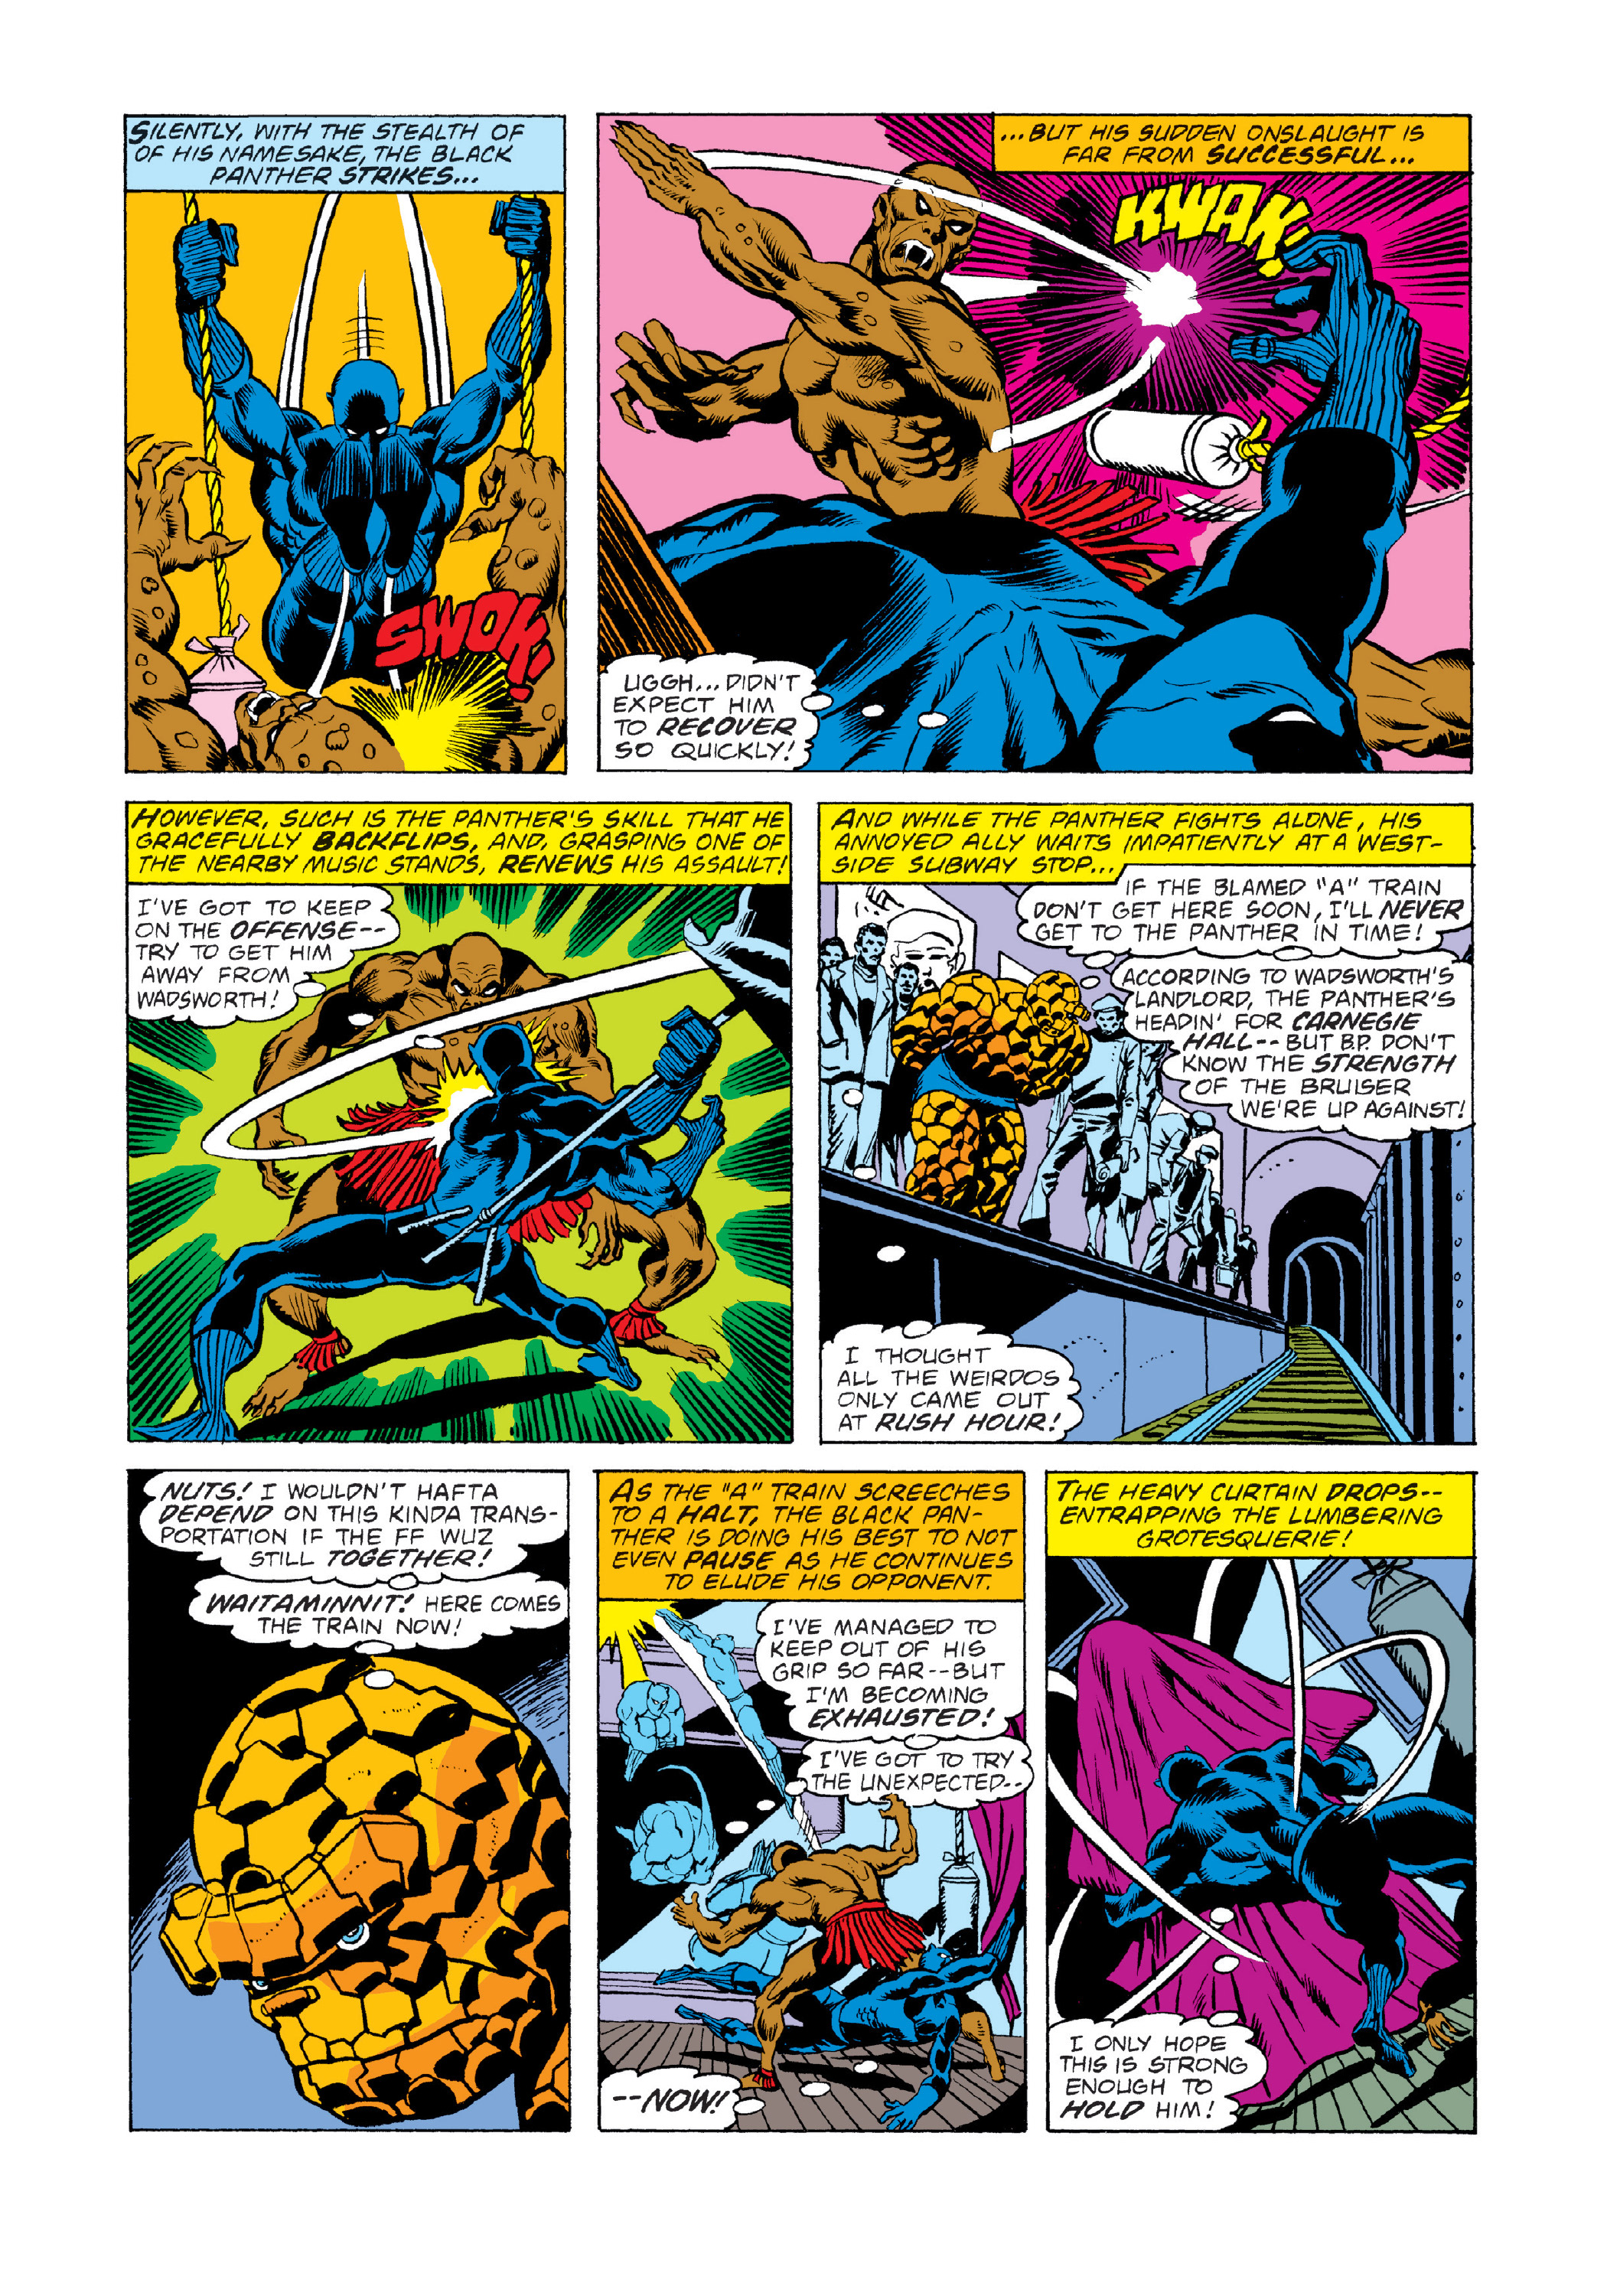 SILENTLY, WITH THE STEALTH OF
OF HIS NAMESAKE, THE BLACK
PANTHER STRIKES...
SWOK!
...BUT HIS SUDDEN ONSLAUGHT IS
FAR FROM SUCCESSFUL...
KWAK!
UGGH... DIDN'T
EXPECT HIM
TO RECOVER
SO QUICKLY!
HOWEVER, SUCH IS THE PANTHER'S SKILL THAT HE
GRACEFULLY BACKFLIPS, AND, GRASPING ONE OF
THE NEARBY MUSIC STANDS, RENEWS HIS ASSAULT!
I'VE GOT TO KEEP
ON THE OFFENSE--
TRY TO GET HIM
AWAY FROM
WADSWORTH!
AND WHILE THE PANTHER FIGHTS ALONE, HIS
ANNOYED ALLY WAITS IMPATIENTLY AT A WEST-
SIDE SUBWAY STOP...
IF THE BLAMED "A" TRAIN
DON'T GET HERE SOON, I'LL NEVER
GET TO THE PANTHER IN TIME!
ACCORDING TO WADSWORTH'S
LANDLORD, THE PANTHER'S
HEADIN' FOR CARNEGIE
HALL-- BUT B.P. DON'T
KNOW THE STRENGTH
OF THE BRUISER
WE'RE UP AGAINST!
I THOUGHT
ALL THE WEIRDOS
ONLY CAME OUT
AT RUSH HOUR!
NUTS! I WOULDN'T HAFTA
DEPEND ON THIS KINDA TRANS-
PORTATION IF THE FF WUZ
STILL TOGETHER!
WAITAMINNIT! HERE COMES
THE TRAIN NOW!
AS THE "A" TRAIN SCREECHES
TO A HALT, THE BLACK PAN-
THER IS DOING HIS BEST TO NOT
EVEN PAUSE AS HE CONTINUES
TO ELUDE HIS OPPONENT.
I'VE MANAGED TO
KEEP OUT OF HIS
GRIP SO FAR--BUT
I'M BECOMING
EXHAUSTED!
I'VE GOT TO TRY
THE UNEXPECTED--
--NOW!
THE HEAVY CURTAIN DROPS--
ENTRAPPING THE LUMBERING
GROTESQUERIE!
I ONLY HOPE
THIS IS STRONG
ENOUGH TO
HOLD HIM!